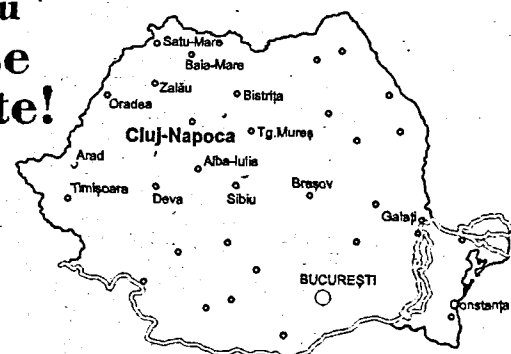 u
e
te!
Satu-Mare
Baia-Mare
Zalău
Oradea
Bistrița
Cluj-Napoca
Tg.Mureș
Arad
Alba-Iulia
Timișoara
Deva
Sibiu
Brașov
Galați
BUCUREȘTI
Constanța